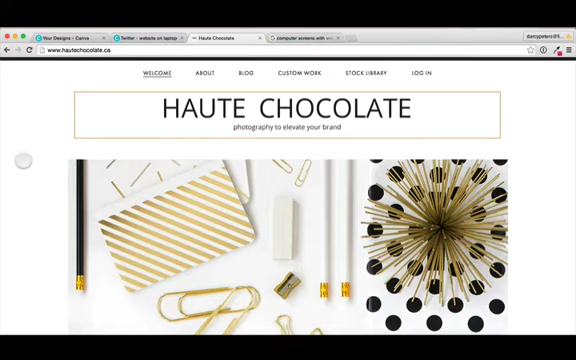 Your Designs – Canva
Twitter - website on laptop
Haute Chocolate
computer screens with w
darcypeters@
www.hautechocolate.ca
WELCOME
ABOUT
BLOG
CUSTOM WORK
STOCK LIBRARY
LOG IN
HAUTE CHOCOLATE
photography to elevate your brand